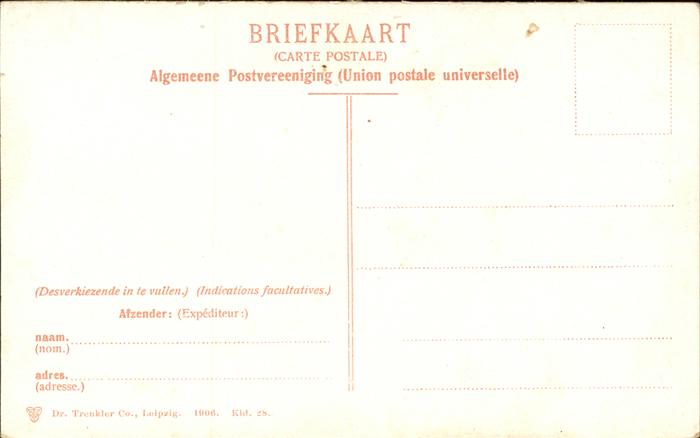 BRIEFKAART
(CARTE POSTALE)
Algemeene Postvereeniging (Union postale universelle)
(Desverkiezende in te vullen.) (Indications facultatives.)
Afzender: (Expéditeur:)
naam.
(nom.)
adres.
(adresse.)
Dr. Trenkler Co., Leipzig. 1906. Kld. 28.